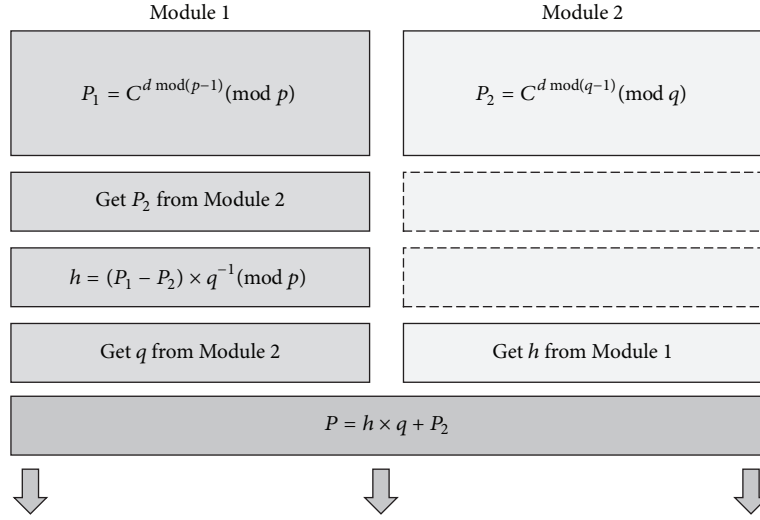 Module 1 Module 2
P₁ = C^{d mod(p−1)}(mod p) P₂ = C^{d mod(q−1)}(mod q)
Get P₂ from Module 2
h = (P₁ − P₂) × q⁻¹(mod p)
Get q from Module 2 Get h from Module 1
P = h × q + P₂